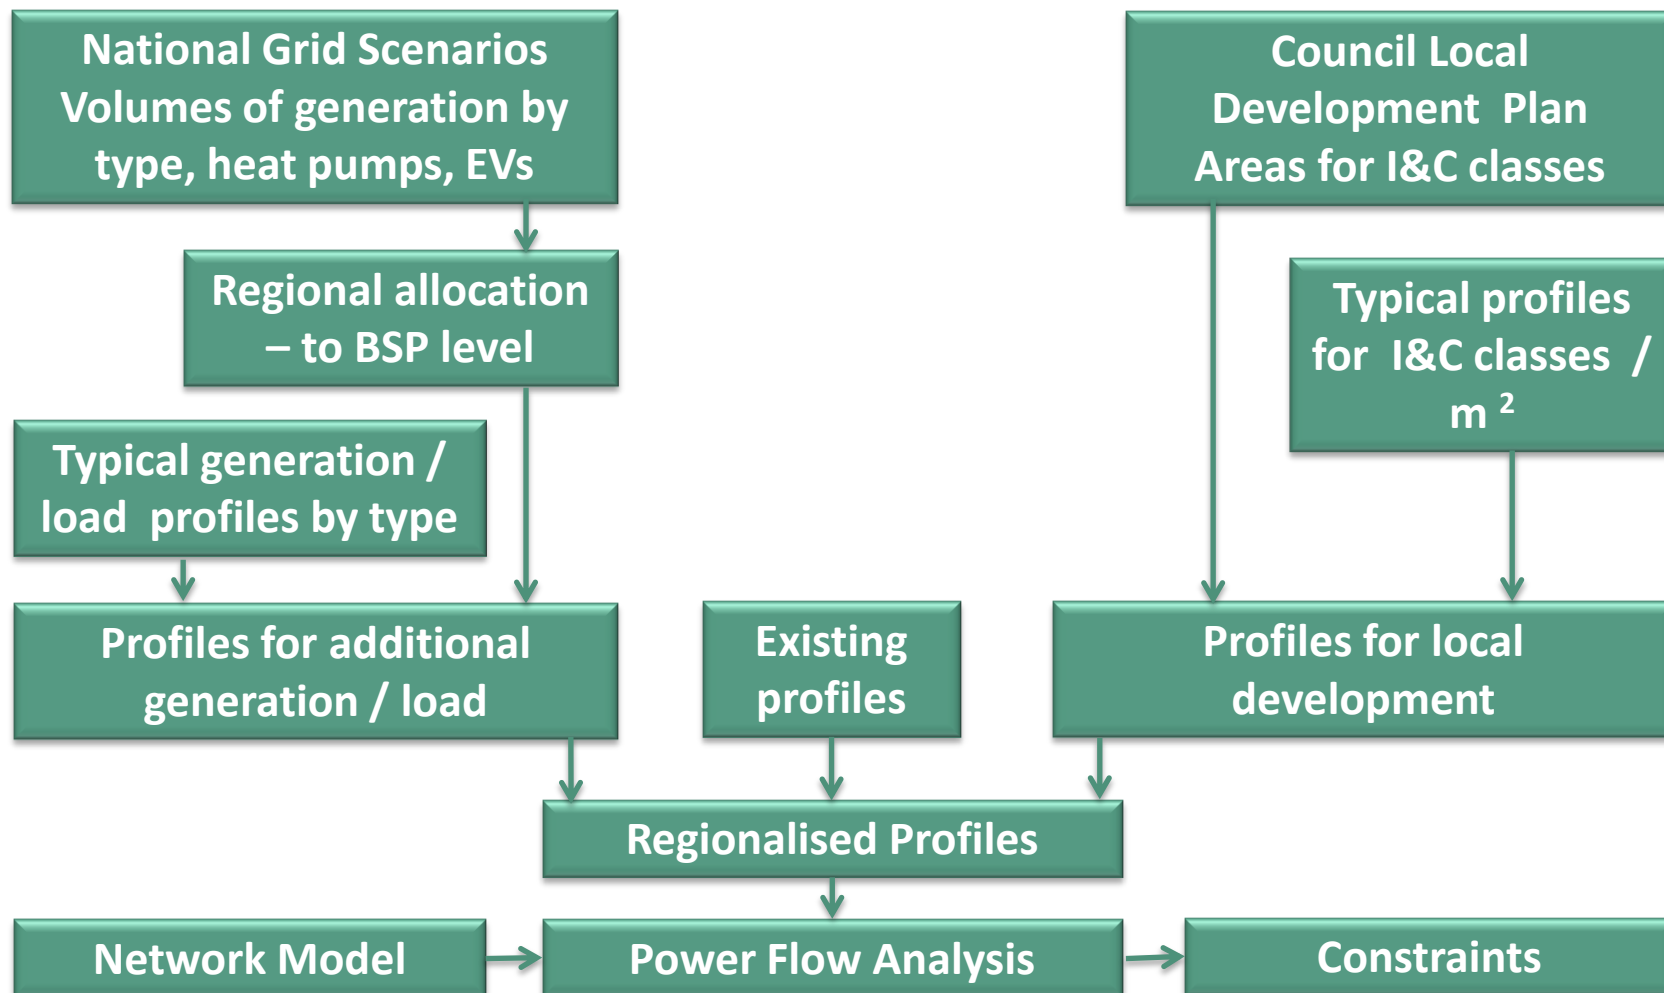 National Grid Scenarios
Volumes of generation by
type, heat pumps, EVs
Council Local
Development Plan
Areas for I&C classes
Regional allocation
– to BSP level
Typical profiles
for I&C classes /
m ²
Typical generation /
load profiles by type
Profiles for additional
generation / load
Existing
profiles
Profiles for local
development
Regionalised Profiles
Network Model
Power Flow Analysis
Constraints